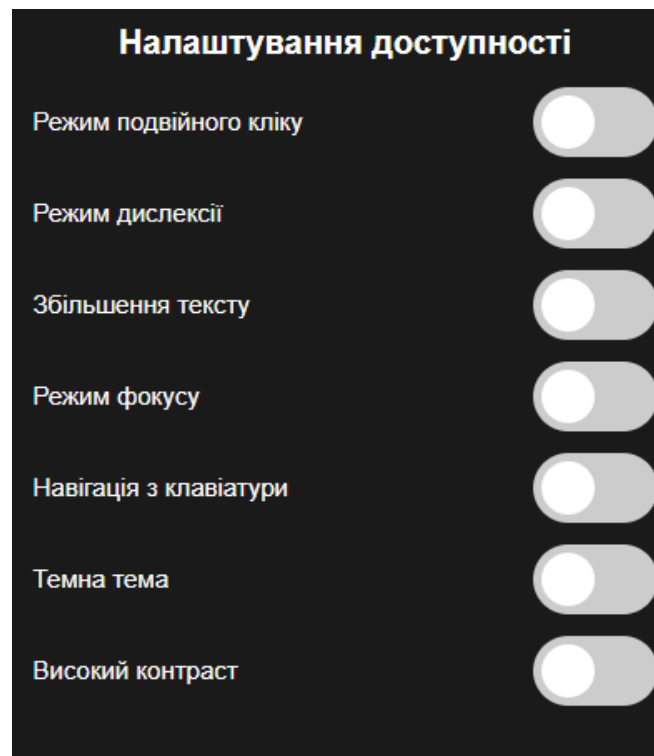 Налаштування доступності
Режим подвійного кліку
Режим дислексії
Збільшення тексту
Режим фокусу
Навігація з клавіатури
Темна тема
Високий контраст